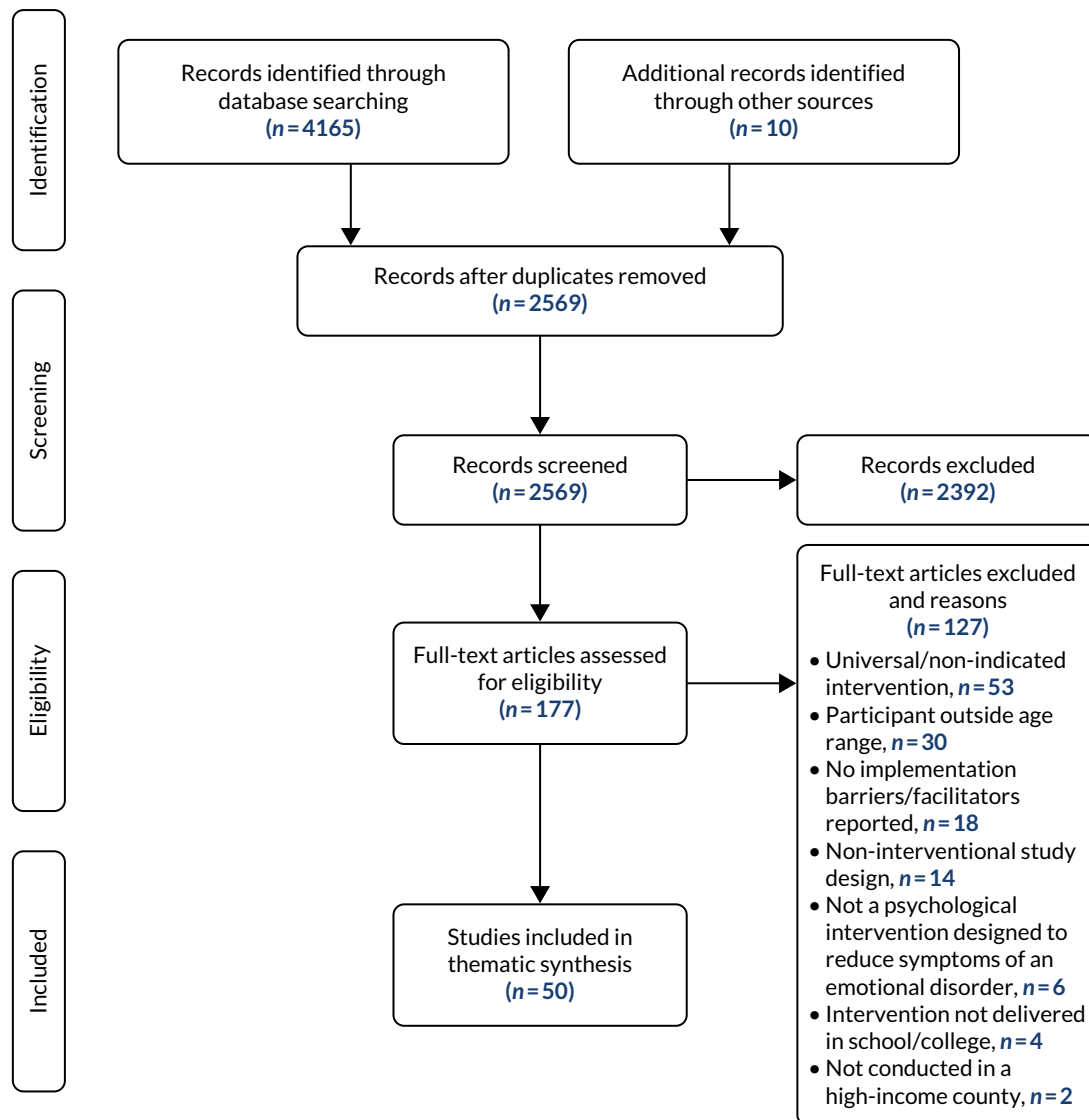 Identification
Records identified through
database searching
(n = 4165)
Additional records identified
through other sources
(n = 10)
Records after duplicates removed
(n = 2569)
Screening
Records screened
(n = 2569)
Records excluded
(n = 2392)
Eligibility
Full-text articles assessed
for eligibility
(n = 177)
Full-text articles excluded
and reasons
(n = 127)
• Universal/non-indicated
intervention, n = 53
• Participant outside age
range, n = 30
• No implementation
barriers/facilitators
reported, n = 18
• Non-interventional study
design, n = 14
• Not a psychological
intervention designed to
reduce symptoms of an
emotional disorder, n = 6
• Intervention not delivered
in school/college, n = 4
• Not conducted in a
high-income county, n = 2
Included
Studies included in
thematic synthesis
(n = 50)